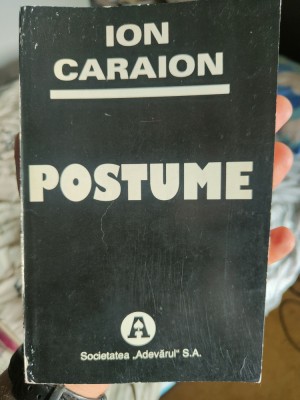 ION
CARAION
POSTUME
A
Societatea „Adevărul" S.A.